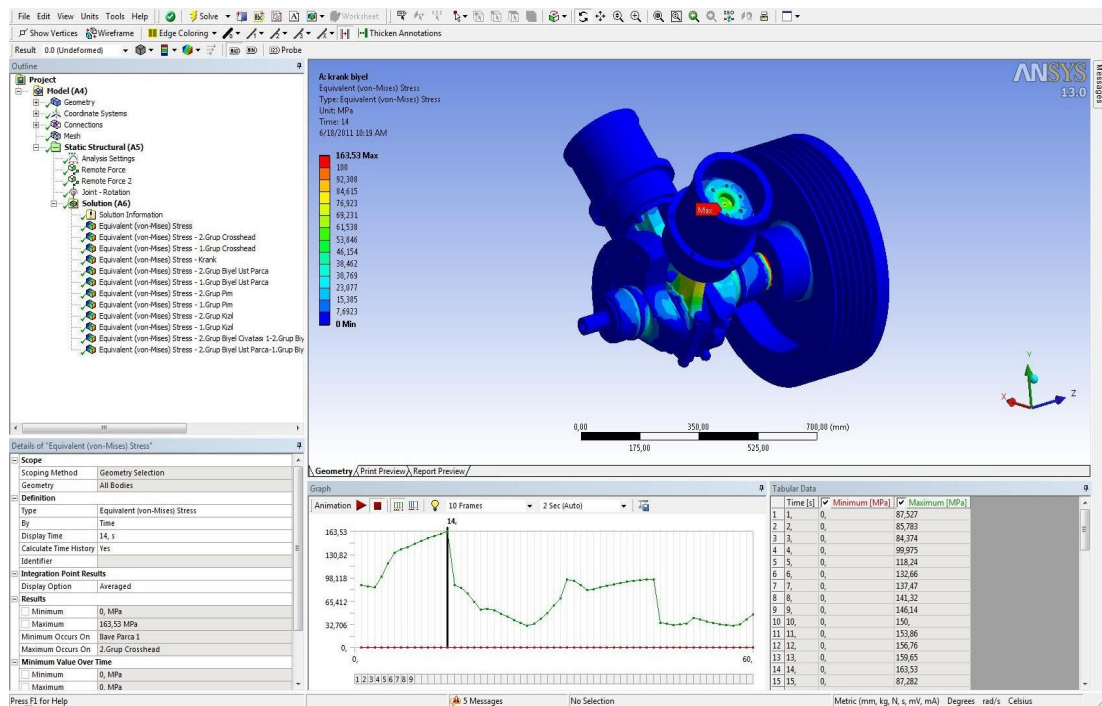 File Edit View Units Tools Help Solve Worksheet
Show Vertices Wireframe Edge Coloring Thicken Annotations
Result 0.0 (Undeformed) Probe
Outline
Project
Model (A4)
Geometry
Coordinate Systems
Connections
Mesh
Static Structural (A5)
Analysis Settings
Remote Force
Remote Force 2
Joint - Rotation
Solution (A6)
Solution Information
Equivalent (von-Mises) Stress
Equivalent (von-Mises) Stress - 2.Grup Crosshead
Equivalent (von-Mises) Stress - 1.Grup Crosshead
Equivalent (von-Mises) Stress - Krank
Equivalent (von-Mises) Stress - 2.Grup Biyel Ust Parca
Equivalent (von-Mises) Stress - 1.Grup Biyel Ust Parca
Equivalent (von-Mises) Stress - 2.Grup Pim
Equivalent (von-Mises) Stress - 1.Grup Pim
Equivalent (von-Mises) Stress - 2.Grup Kızıl
Equivalent (von-Mises) Stress - 1.Grup Kızıl
Equivalent (von-Mises) Stress - 2.Grup Biyel Civatası 1-2.Grup Biy
Equivalent (von-Mises) Stress - 2.Grup Biyel Ust Parca-1.Grup Biy
A: krank biyel
Equivalent (von-Mises) Stress
Type: Equivalent (von-Mises) Stress
Unit: MPa
Time: 14
6/18/2011 10:19 AM
163,53 Max
100
92,308
84,615
76,923
69,231
61,538
53,846
46,154
38,462
30,769
23,077
15,385
7,6923
0 Min
Max
ANSYS
13.0
Messages
Y
X
Z
0,00 350,00 700,00 (mm)
175,00 525,00
Geometry Print Preview Report Preview
Details of "Equivalent (von-Mises) Stress"
Scope
Scoping Method Geometry Selection
Geometry All Bodies
Definition
Type Equivalent (von-Mises) Stress
By Time
Display Time 14, s
Calculate Time History Yes
Identifier
Integration Point Results
Display Option Averaged
Results
Minimum 0, MPa
Maximum 163,53 MPa
Minimum Occurs On Bave Parca 1
Maximum Occurs On 2.Grup Crosshead
Minimum Value Over Time
Minimum 0, MPa
Maximum 0, MPa
Graph
Animation 10 Frames 2 Sec (Auto)
14,
163,53
130,82
98,118
65,412
32,706
0,
0, 60,
1 2 3 4 5 6 7 8 9
Tabular Data
Time [s] Minimum [MPa] Maximum [MPa]
1 1, 0, 87,527
2 2, 0, 85,783
3 3, 0, 84,374
4 4, 0, 99,975
5 5, 0, 118,24
6 6, 0, 132,66
7 7, 0, 137,47
8 8, 0, 141,32
9 9, 0, 146,14
10 10, 0, 150,
11 11, 0, 153,86
12 12, 0, 156,76
13 13, 0, 159,65
14 14, 0, 163,53
15 15, 0, 87,282
Press F1 for Help 5 Messages No Selection Metric (mm, kg, N, s, mV, mA) Degrees rad/s Celsius